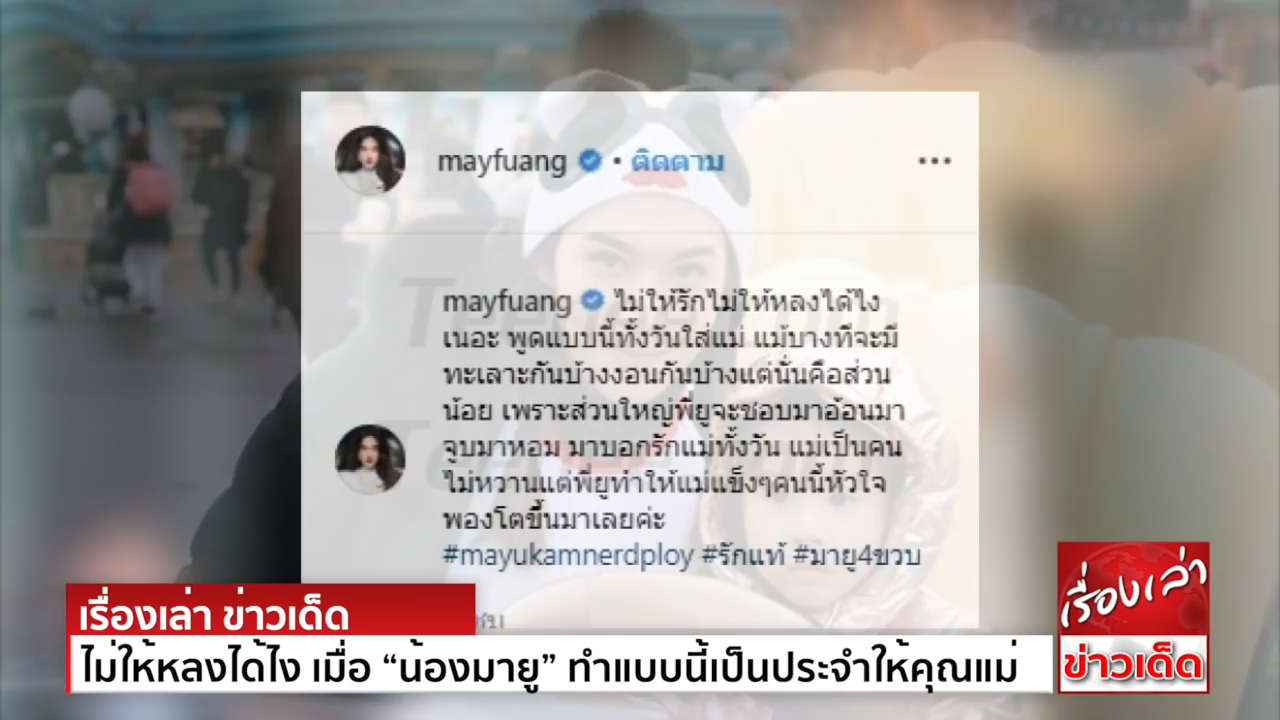 mayfuang • ติดตาม
mayfuang ไม่ให้รักไม่ให้หลงได้ไง
เนอะ พูดแบบนี้ทั้งวันใส่แม่ แม้บางทีจะมี
ทะเลาะกันบ้างงอนกันบ้างแต่นั่นคือส่วน
น้อย เพราะส่วนใหญ่พี่ยูจะชอบมาอ้อนมา
จูบมาหอม มาบอกรักแม่ทั้งวัน แม่เป็นคน
ไม่หวานแต่พี่ยูทำให้แม่แข็งๆคนนี้หัวใจ
พองโตขึ้นมาเลยค่ะ
#mayukamnerdploy #รักแท้ #มายู4ขวบ
เรื่องเล่า ข่าวเด็ด
ไม่ให้หลงได้ไง เมื่อ “น้องมายู” ทำแบบนี้เป็นประจำให้คุณแม่
เรื่องเล่า
ข่าวเด็ด